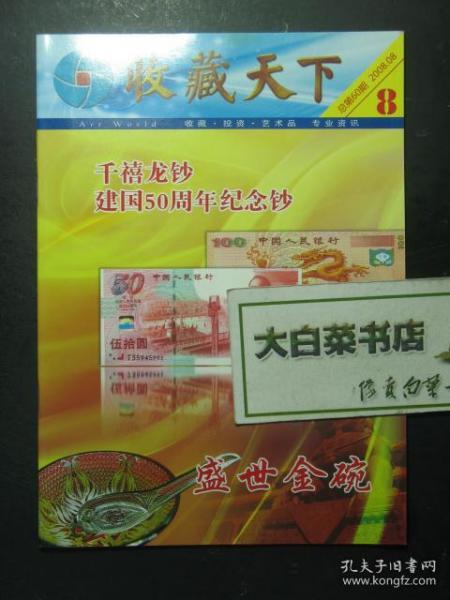 收藏天下
总第60期 2008.08
8
Art World 收藏·投资·艺术品 专业资讯
千禧龙钞
建国50周年纪念钞
100 中国人民银行
100
50 中国人民银行
伍拾圆
大白菜书店
盛世金碗
孔夫子旧书网
www.kongfz.com